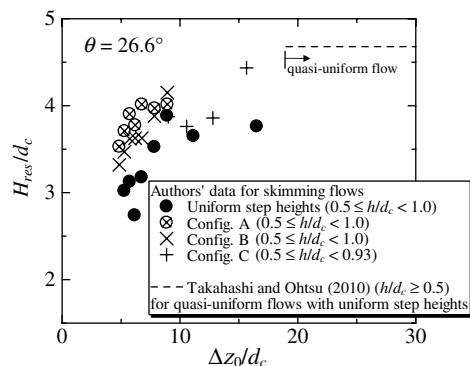 θ = 26.6°
quasi-uniform flow
H_res/d_c
5
4
3
2
Authors' data for skimming flows
Uniform step heights (0.5 ≤ h/d_c < 1.0)
Config. A (0.5 ≤ h/d_c < 1.0)
Config. B (0.5 ≤ h/d_c < 1.0)
Config. C (0.5 ≤ h/d_c < 0.93)
Takahashi and Ohtsu (2010) (h/d_c ≥ 0.5)
for quasi-uniform flows with uniform step heights
0 10 20 30
Δz_0/d_c